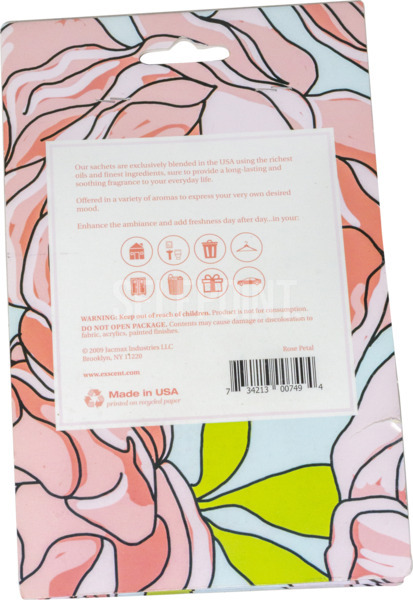 Our sachets are exclusively blended in the USA using the richest
oils and finest ingredients, sure to provide a long-lasting and
soothing fragrance to your everyday life.
Offered in a variety of aromas to express your very own desired
mood.
Enhance the ambiance and add freshness day after day...to your:
WARNING: Keep out of reach of children. Product is not for consumption.
DO NOT OPEN PACKAGE. Contents may cause damage or discoloration to
fabric, acrylics, painted finishes.
© 2009 Jacmax Industries LLC
Brooklyn, NY 11220
Rose Petal
www.ezscent.com
Made in USA
printed on recycled paper
7 34213 00749 4